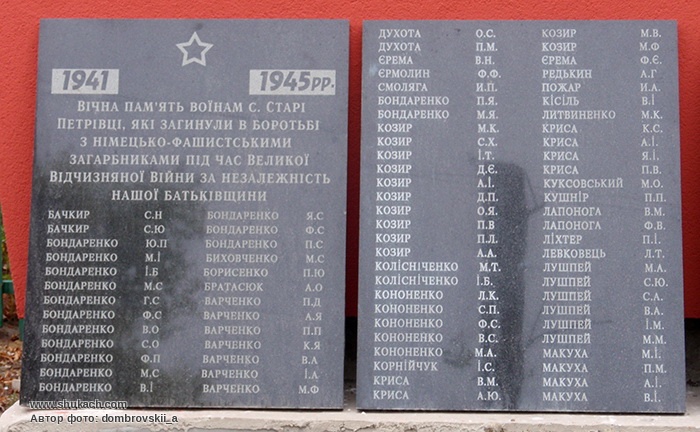 1941 1945рр.
Вічна пам'ять воїнам с. Старі
Петрівці, які загинули в боротьбі
з німецько-фашистськими
загарбниками під час Великої
Відчизняної Війни за незалежність
нашої Батьківщини
БАЧКИР С.Н
БАЧКИР С.Ю
БОНДАРЕНКО Ю.П
БОНДАРЕНКО М.І
БОНДАРЕНКО І.Б
БОНДАРЕНКО М.С
БОНДАРЕНКО Г.С
БОНДАРЕНКО Ф.С
БОНДАРЕНКО В.О
БОНДАРЕНКО С.О
БОНДАРЕНКО Ф.П
БОНДАРЕНКО М.С
БОНДАРЕНКО В.І
БОНДАРЕНКО Я.С
БОНДАРЕНКО Ф.С
БОНДАРЕНКО П.С
БИХОВЧЕНКО М.С
БОРИСЕНКО П.Ю
БРАТАСЮК А.О
ВАРЧЕНКО П.Д
ВАРЧЕНКО А.Я
ВАРЧЕНКО П.П
ВАРЧЕНКО К.Я
ВАРЧЕНКО В.А
ВАРЧЕНКО І.А
ВАРЧЕНКО М.Ф
ДУХОТА О.С.
ДУХОТА П.М.
ЄРЕМА В.Н.
ЄРМОЛИН Ф.Ф.
СМОЛЯГА И.П.
БОНДАРЕНКО П.Я.
БОНДАРЕНКО М.Я.
КОЗИР М.К.
КОЗИР С.Х.
КОЗИР І.Т.
КОЗИР Д.Є.
КОЗИР А.І.
КОЗИР Д.П.
КОЗИР О.Я.
КОЗИР П.В
КОЗИР П.Л.
КОЗИР А.А.
КОЛІСНІЧЕНКО М.Т.
КОЛІСНІЧЕНКО І.Б.
КОНОНЕНКО Л.К.
КОНОНЕНКО С.П.
КОНОНЕНКО Ф.С.
КОНОНЕНКО В.С.
КОНОНЕНКО М.А.
КОРНІЙЧУК І.С.
КРИСА В.М.
КРИСА А.Ю.
КОЗИР М.В.
КОЗИР М.Ф
ЄРЕМА Ф.Є.
РЕДЬКИН А.Г
ПОЖАР И.А.
КІСІЛЬ В.І
ЛИТВИНЕНКО М.К.
КРИСА К.С.
КРИСА А.І.
КРИСА Я.І.
КРИСА П.В.
КУКСОВСЬКИЙ М.О.
КУШНІР П.П.
ЛАПОНОГА В.М.
ЛАПОНОГА Ф.В.
ЛІХТЕР П.І.
ЛЕВКОВЕЦЬ Л.Т.
ЛУШПЕЙ М.А.
ЛУШПЕЙ С.Ю.
ЛУШПЕЙ С.А.
ЛУШПЕЙ В.А.
ЛУШПЕЙ І.М.
ЛУШПЕЙ М.М.
МАКУХА М.І.
МАКУХА П.М.
МАКУХА А.І.
МАКУХА В.І
www.shukach.com
Автор фото: dombrovskii_a